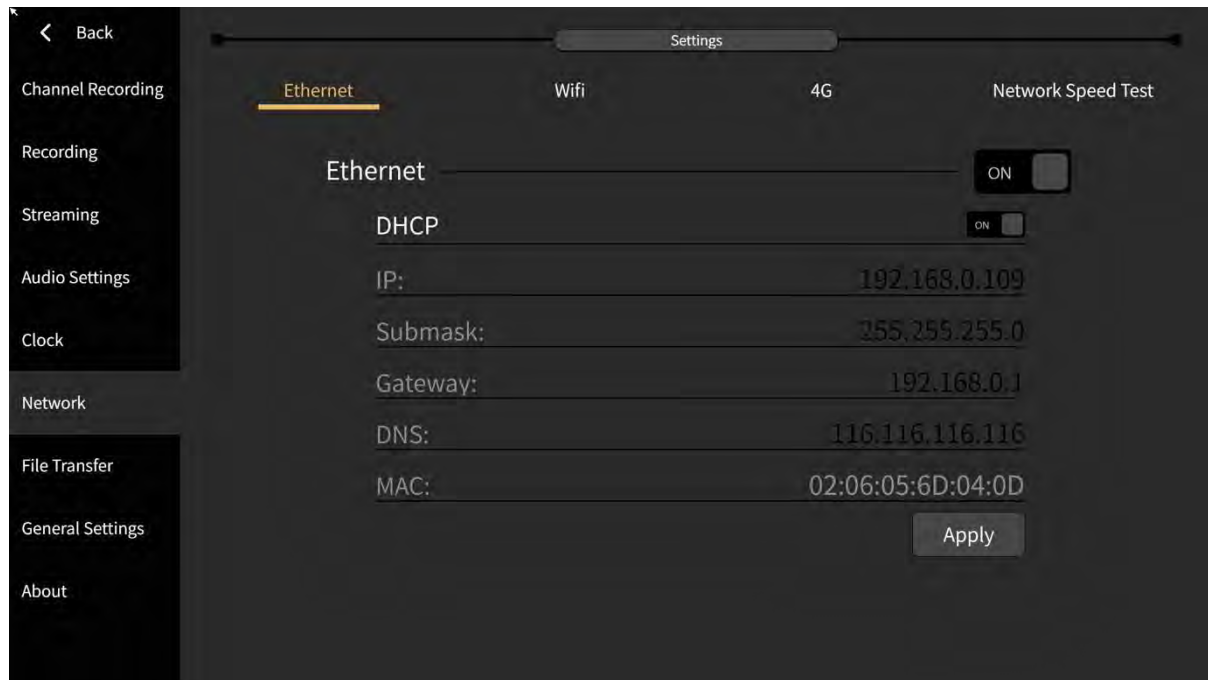 Back
Settings
Channel Recording
Ethernet Wifi 4G Network Speed Test
Recording
Ethernet ON
Streaming
DHCP ON
Audio Settings
IP: 192.168.0.109
Submask: 255.255.255.0
Clock
Gateway: 192.168.0.1
Network
DNS: 116.116.116.116
File Transfer
MAC: 02:06:05:6D:04:0D
General Settings
Apply
About